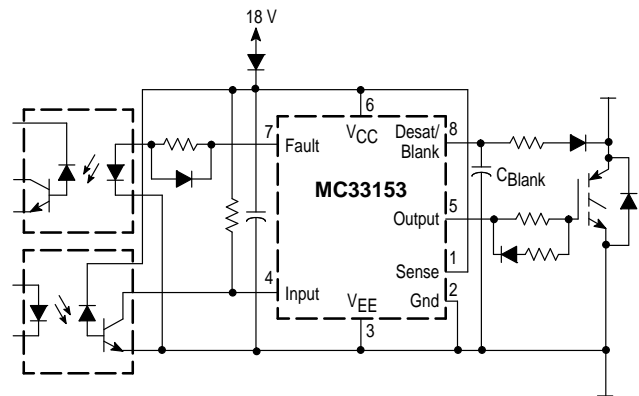 18 V
6
VCC
Desat/
Blank
8
7
Fault
CBlank
MC33153
5
Output
1
Sense
4
Input
VEE
Gnd
2
3